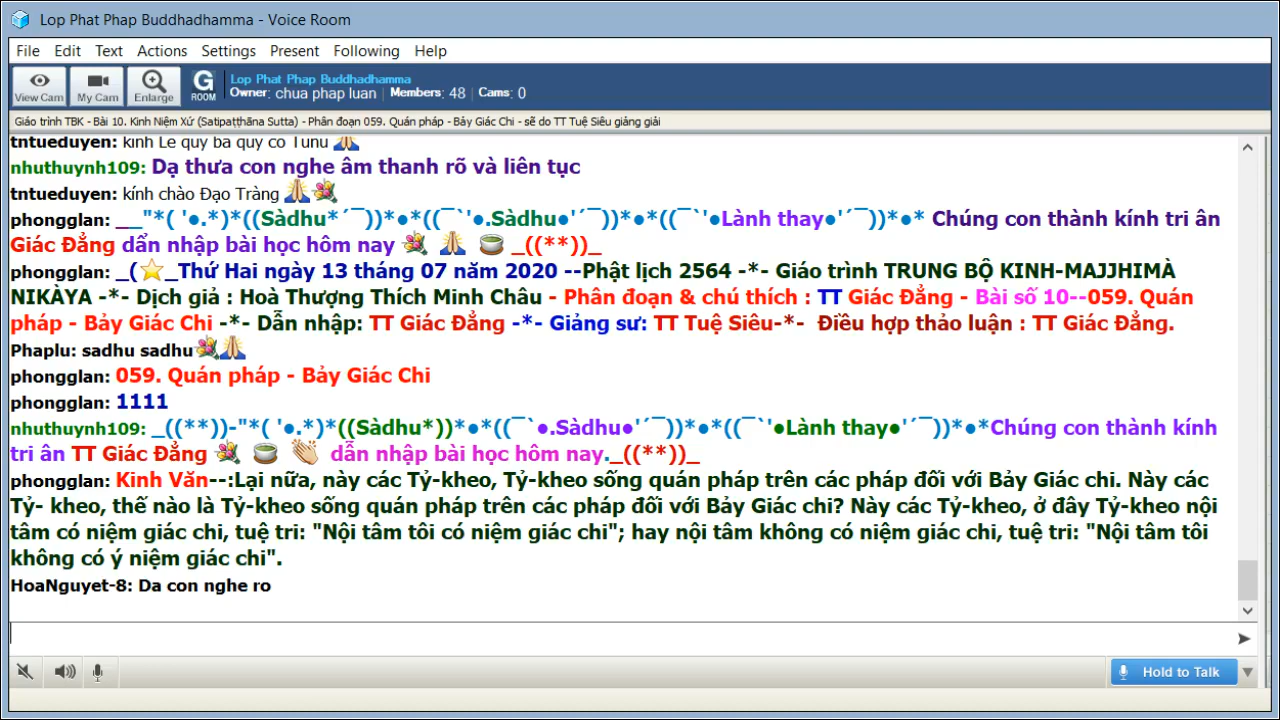 Lop Phat Phap Buddhadhamma - Voice Room
File Edit Text Actions Settings Present Following Help
View Cam My Cam Enlarge G ROOM
Lop Phat Phap Buddhadhamma
Owner: chua phap luan | Members: 48 | Cams: 0
Giáo trình TBK - Bài 10. Kinh Niệm Xứ (Satipaṭṭhāna Sutta) - Phân đoạn 059. Quán pháp - Bảy Giác Chi - sẽ do TT Tuệ Siêu giảng giải
tntueduyen: kinh Le quy ba quy co Tunu 🙏
nhuthuynh109: Dạ thưa con nghe âm thanh rõ và liên tục
tntueduyen: kính chào Đạo Tràng 🙏💐
phongglan: __"*( '●.*)*((Sàdhu*´¯))*●*((¯`'●.Sàdhu●'´¯))*●*((¯`'●Lành thay●'´¯))*●* Chúng con thành kính tri ân
Giác Đẳng dẩn nhập bài học hôm nay 💐 🙏 🍵 _((**))_
phongglan: _(⭐_Thứ Hai ngày 13 tháng 07 năm 2020 --Phật lịch 2564 -*- Giáo trình TRUNG BỘ KINH-MAJJHIMÀ
NIKÀYA -*- Dịch giả : Hoà Thượng Thích Minh Châu - Phân đoạn & chú thích : TT Giác Đẳng - Bài số 10--059. Quán
pháp - Bảy Giác Chi -*- Dẫn nhập: TT Giác Đẳng -*- Giảng sư: TT Tuệ Siêu-*- Điều hợp thảo luận : TT Giác Đẳng.
Phaplu: sadhu sadhu💐🙏
phongglan: 059. Quán pháp - Bảy Giác Chi
phongglan: 1111
nhuthuynh109: _((**))-"*( '●.*)*((Sàdhu*))*●*((¯`●.Sàdhu●'´¯))*●*((¯`'●Lành thay●'´¯))*●*Chúng con thành kính
tri ân TT Giác Đẳng 💐 🍵 👏 dẫn nhập bài học hôm nay._((**))_
phongglan: Kinh Văn--:Lại nữa, này các Tỷ-kheo, Tỷ-kheo sống quán pháp trên các pháp đối với Bảy Giác chi. Này các
Tỷ- kheo, thế nào là Tỷ-kheo sống quán pháp trên các pháp đối với Bảy Giác chi? Này các Tỷ-kheo, ở đây Tỷ-kheo nội
tâm có niệm giác chi, tuệ tri: "Nội tâm tôi có niệm giác chi"; hay nội tâm không có niệm giác chi, tuệ tri: "Nội tâm tôi
không có ý niệm giác chi".
HoaNguyet-8: Da con nghe ro
Hold to Talk